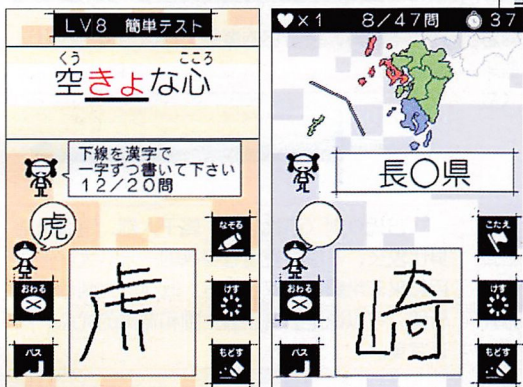 LV8 簡単テスト
くう こころ
空きよな心
下線を漢字で
一字ずつ書いて下さい
12/20問
虎
なぞる
おわる
けす
パス
もどす
虎
♥×1 8/47問 37
長〇県
こたえ
おわる
けす
パス
もどす
崎